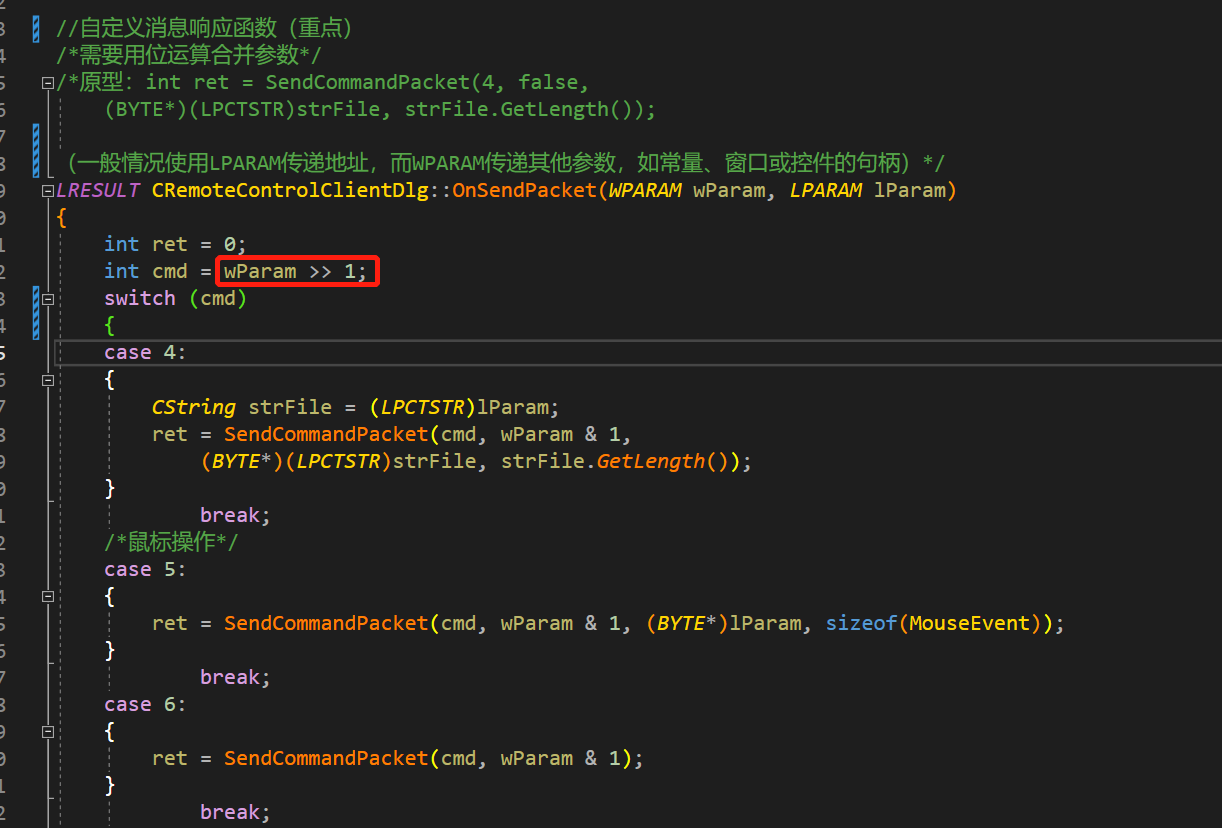 //自定义消息响应函数（重点）
/*需要用位运算合并参数*/
/*原型：int ret = SendCommandPacket(4, false,
(BYTE*)(LPCTSTR)strFile, strFile.GetLength());
（一般情况使用LPARAM传递地址，而WPARAM传递其他参数，如常量、窗口或控件的句柄）*/
LRESULT CRemoteControlClientDlg::OnSendPacket(WPARAM wParam, LPARAM lParam)
{
int ret = 0;
int cmd = wParam >> 1;
switch (cmd)
{
case 4:
{
CString strFile = (LPCTSTR)lParam;
ret = SendCommandPacket(cmd, wParam & 1,
(BYTE*)(LPCTSTR)strFile, strFile.GetLength());
}
break;
/*鼠标操作*/
case 5:
{
ret = SendCommandPacket(cmd, wParam & 1, (BYTE*)lParam, sizeof(MouseEvent));
}
break;
case 6:
{
ret = SendCommandPacket(cmd, wParam & 1);
}
break;